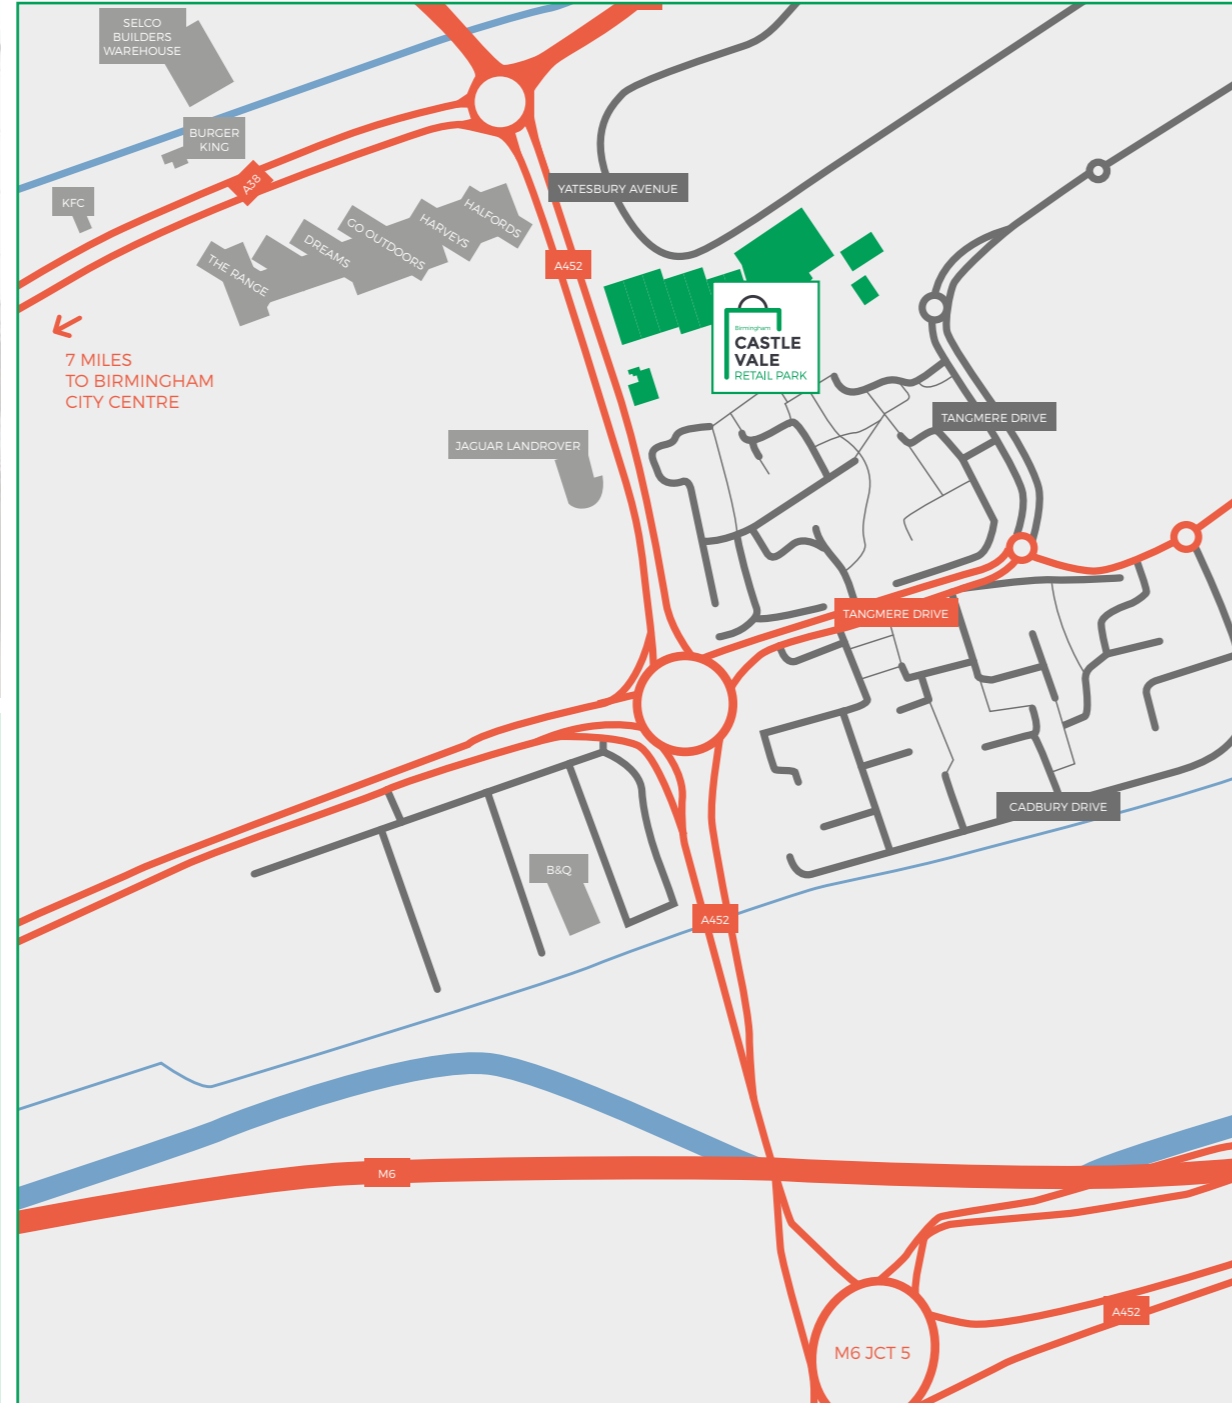 SELCO
BUILDERS
WAREHOUSE
BURGER
KING
A38
KFC
YATESBURY AVENUE
HALFORDS
HARVEYS
GO OUTDOORS
DREAMS
THE RANGE
A452
7 MILES
TO BIRMINGHAM
CITY CENTRE
Birmingham
CASTLE
VALE
RETAIL PARK
TANGMERE DRIVE
JAGUAR LANDROVER
TANGMERE DRIVE
CADBURY DRIVE
B&Q
A452
M6
A452
M6 JCT 5